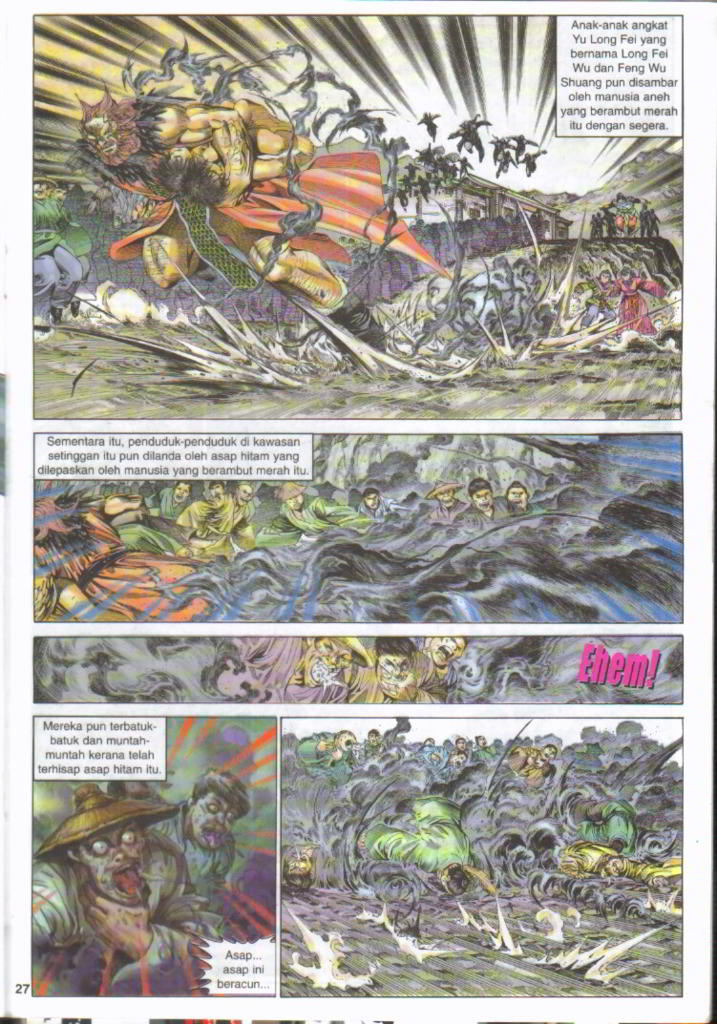 Anak-anak angkat
Yu Long Fei yang
bernama Long Fei
Wu dan Feng Wu
Shuang pun disambar
oleh manusia aneh
yang berambut merah
itu dengan segera.
Sementara itu, penduduk-penduduk di kawasan
setinggan itu pun dilanda oleh asap hitam yang
dilepaskan oleh manusia yang berambut merah itu.
Ehem!
Mereka pun terbatuk-
batuk dan muntah-
muntah kerana telah
terhisap asap hitam itu.
Asap...
asap ini
beracun...
27